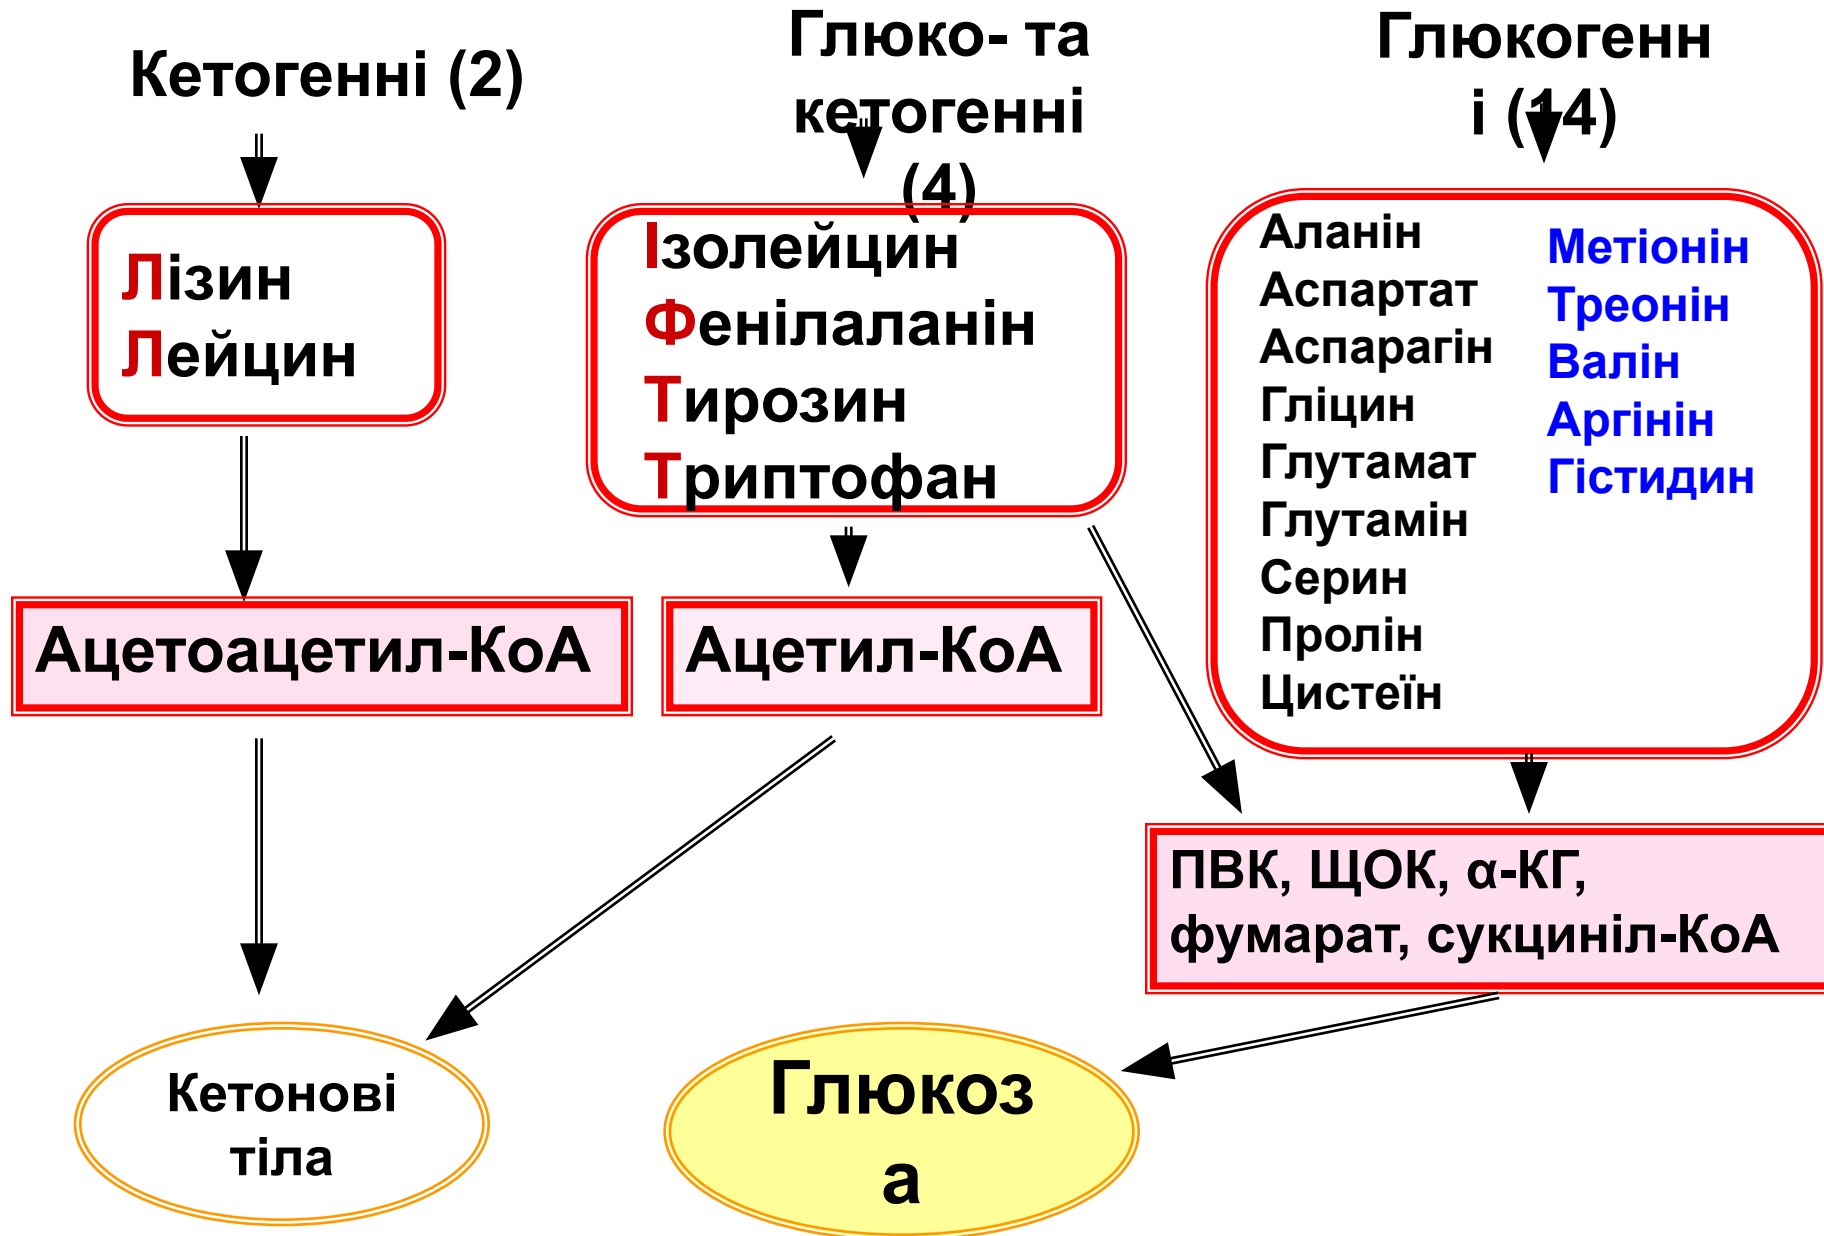 Кетогенні (2)
Глюко- та
кетогенні
(4)
Глюкогенн
і (14)
Лізин
Лейцин
Ізолейцин
Фенілаланін
Тирозин
Триптофан
Аланін
Аспартат
Аспарагін
Гліцин
Глутамат
Глутамін
Серин
Пролін
Цистеїн
Метіонін
Треонін
Валін
Аргінін
Гістидин
Ацетоацетил-КоА
Ацетил-КоА
ПВК, ЩОК, α-КГ,
фумарат, сукциніл-КоА
Кетонові
тіла
Глюкоз
а